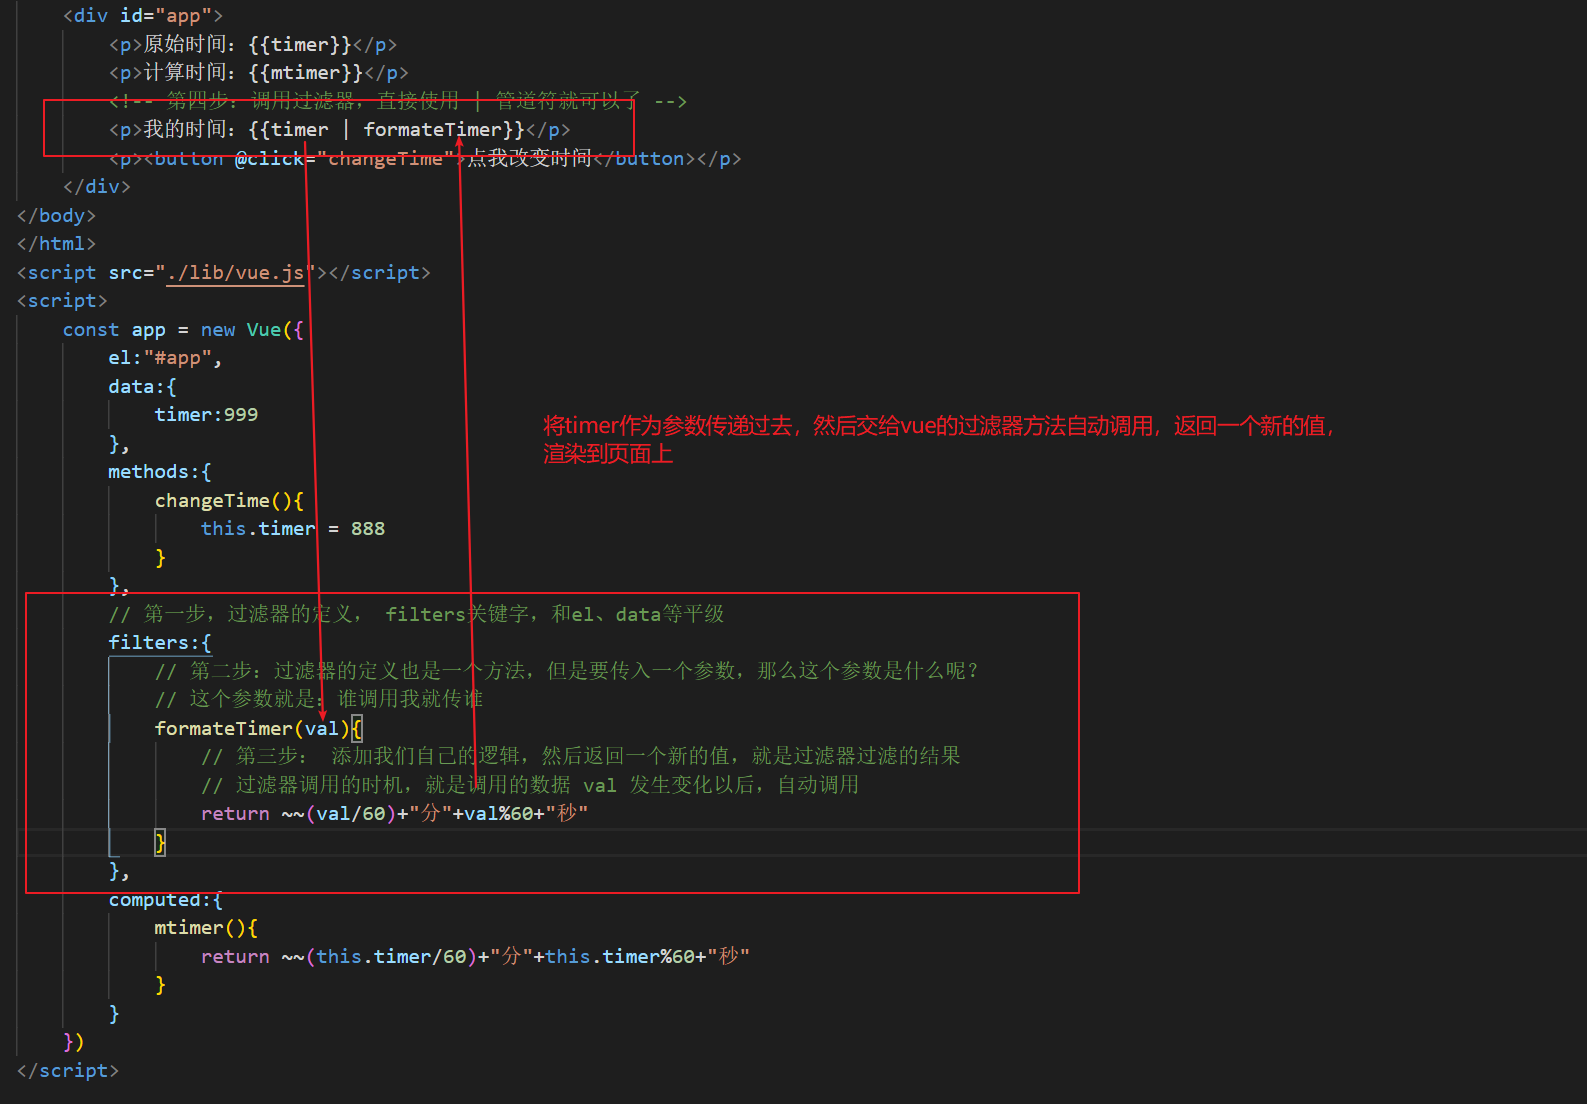 <div id="app">
<p>原始时间：{{timer}}</p>
<p>计算时间：{{mtimer}}</p>
<!-- 第四步：调用过滤器，直接使用 | 管道符就可以了 -->
<p>我的时间：{{timer | formateTimer}}</p>
<p><button @click="changeTime">点我改变时间</button></p>
</div>
</body>
</html>
<script src="./lib/vue.js"></script>
<script>
const app = new Vue({
el:"#app",
data:{
timer:999
},
methods:{
changeTime(){
this.timer = 888
}
},
将timer作为参数传递过去，然后交给vue的过滤器方法自动调用，返回一个新的值，
渲染到页面上
// 第一步，过滤器的定义， filters关键字，和el、data等平级
filters:{
// 第二步：过滤器的定义也是一个方法，但是要传入一个参数，那么这个参数是什么呢？
// 这个参数就是：谁调用我就传谁
formateTimer(val){
// 第三步： 添加我们自己的逻辑，然后返回一个新的值，就是过滤器过滤的结果
// 过滤器调用的时机，就是调用的数据 val 发生变化以后，自动调用
return ~~(val/60)+"分"+val%60+"秒"
}
},
computed:{
mtimer(){
return ~~(this.timer/60)+"分"+this.timer%60+"秒"
}
}
})
</script>